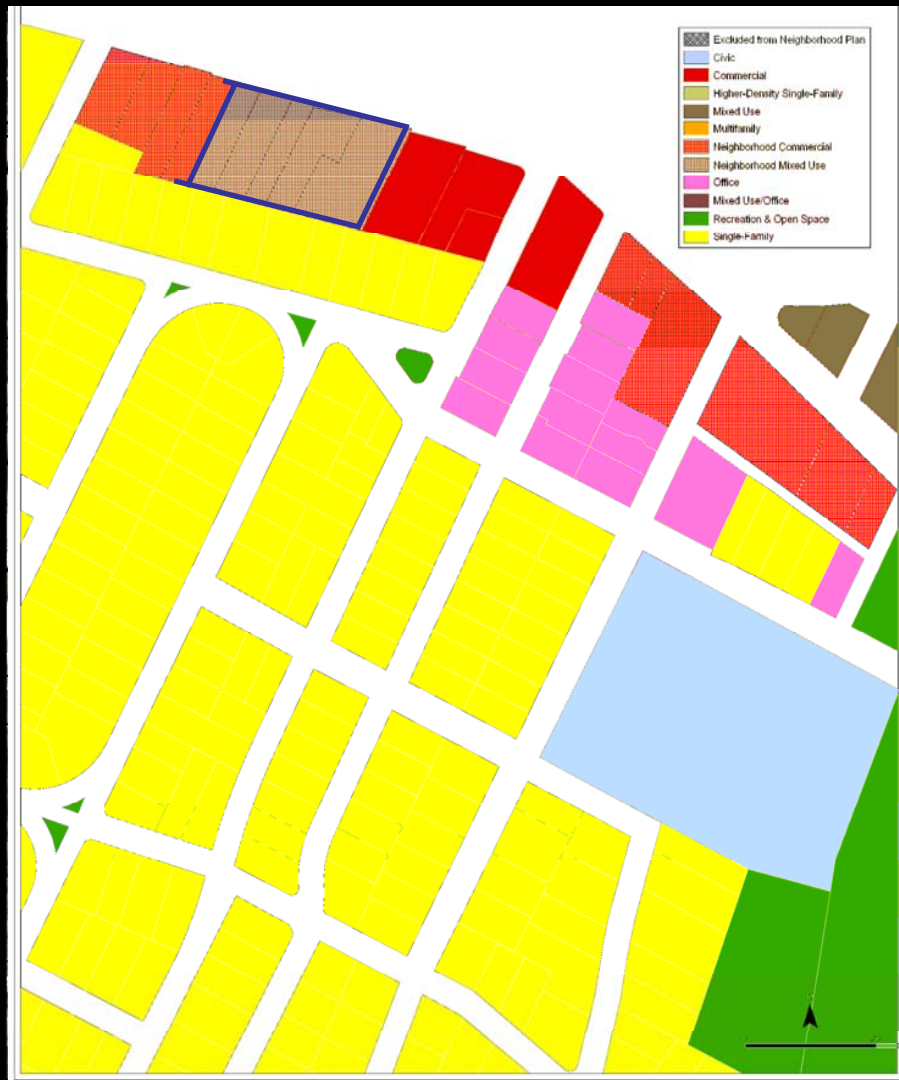 Excluded from Neighborhood Plan
Civic
Commercial
Higher-Density Single-Family
Mixed Use
Multifamily
Neighborhood Commercial
Neighborhood Mixed Use
Office
Mixed Use/Office
Recreation & Open Space
Single-Family